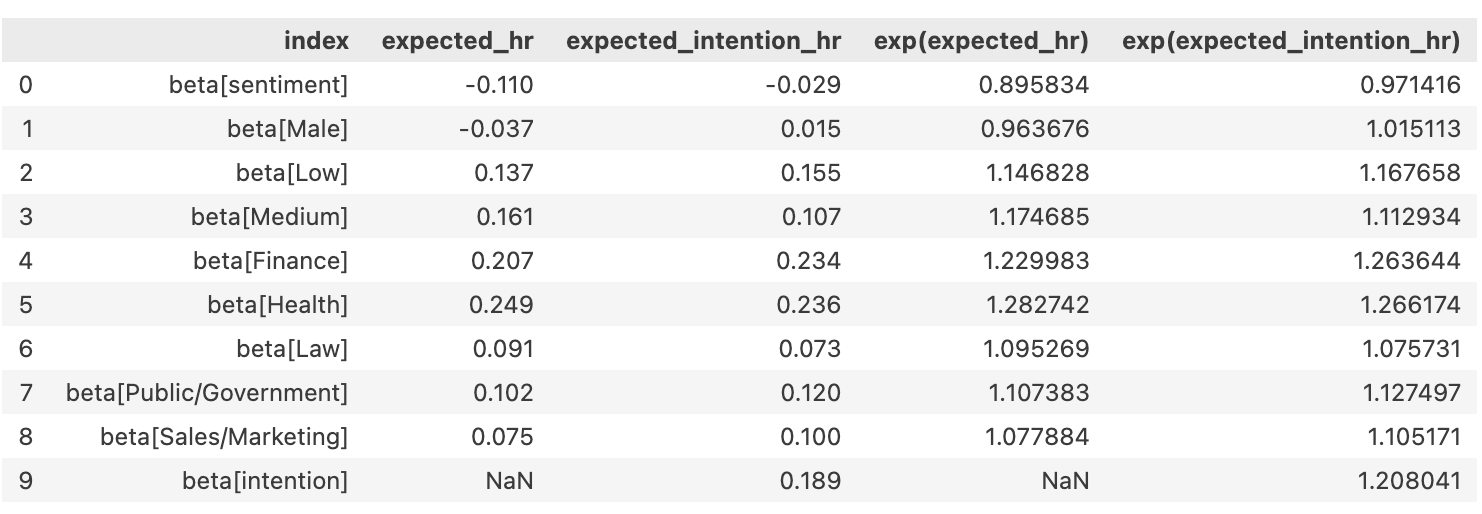 index expected_hr expected_intention_hr exp(expected_hr) exp(expected_intention_hr)
0 beta[sentiment] -0.110 -0.029 0.895834 0.971416
1 beta[Male] -0.037 0.015 0.963676 1.015113
2 beta[Low] 0.137 0.155 1.146828 1.167658
3 beta[Medium] 0.161 0.107 1.174685 1.112934
4 beta[Finance] 0.207 0.234 1.229983 1.263644
5 beta[Health] 0.249 0.236 1.282742 1.266174
6 beta[Law] 0.091 0.073 1.095269 1.075731
7 beta[Public/Government] 0.102 0.120 1.107383 1.127497
8 beta[Sales/Marketing] 0.075 0.100 1.077884 1.105171
9 beta[intention] NaN 0.189 NaN 1.208041